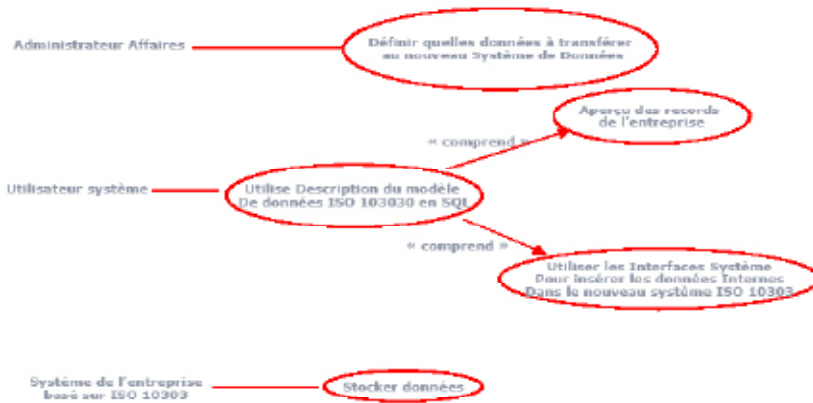 Administrateur Affaires
Définir quelles données à transférer
au nouveau Système de Données
Aperçu des records
de l'entreprise
« comprend »
Utilisateur système
Utilise Description du modèle
De données ISO 103030 en SQL
« comprend »
Utiliser les Interfaces Système
Pour insérer les données Internes
Dans le nouveau système ISO 10303
Système de l'entreprise
basé sur ISO 10303
Stocker données